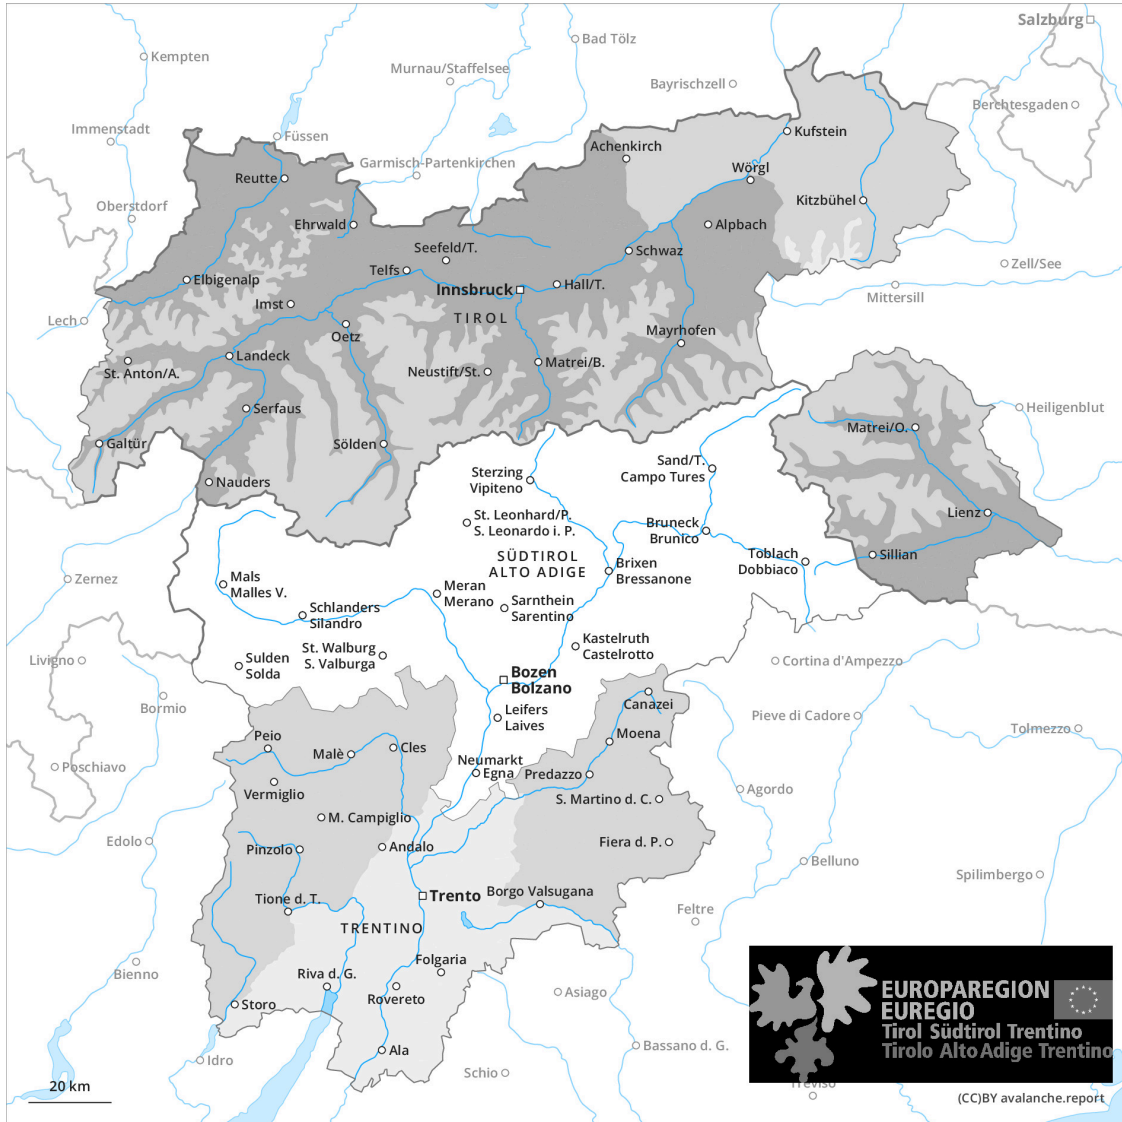 Salzburg
Bad Tölz
Kempten
Murnau/Staffelsee
Bayrischzell
Berchtesgaden
Immenstadt
Füssen
Kufstein
Achenkirch
Garmisch-Partenkirchen
Wörgl
Reutte
Kitzbühel
Oberstdorf
Ehrwald
Alpbach
Seefeld/T.
Schwaz
Zell/See
Telfs
Elbigenalp
Hall/T.
Innsbruck
Mittersill
Imst
TIROL
Lech
Mayrhofen
Oetz
Landeck
Matrei/B.
St. Anton/A.
Neustift/St.
Serfaus
Heiligenblut
Matrei/O.
Galtür
Sölden
Sand/T.
Campo Tures
Sterzing
Vipiteno
Nauders
St. Leonhard/P.
S. Leonardo i. P.
Lienz
Bruneck
Brunico
SÜDTIROL
ALTO ADIGE
Toblach
Dobbiaco
Sillian
Brixen
Bressanone
Zernez
Mals
Malles V.
Meran
Merano
Sarnthein
Sarentino
Schlanders
Silandro
Kastelruth
Castelrotto
St. Walburg
S. Valburga
Livigno
Sulden
Solda
Cortina d'Ampezzo
Bozen
Bolzano
Bormio
Canazei
Leifers
Laives
Pieve di Cadore
Tolmezzo
Moena
Peio
Malè
Cles
Neumarkt
Egna
Poschiavo
Predazzo
Vermiglio
Agordo
S. Martino d. C.
M. Campiglio
Edolo
Fiera d. P.
Pinzolo
Andalo
Belluno
Spilimbergo
Trento
Borgo Valsugana
Tione d. T.
Feltre
TRENTINO
Folgaria
Bienno
Riva d. G.
Rovereto
Asiago
Storo
EUROPAREGION
EUREGIO
Tirol Südtirol Trentino
Tirolo Alto Adige Trentino
Ala
Bassano d. G.
Idro
Schio
Treviso
20 km
(CC)BY avalanche.report